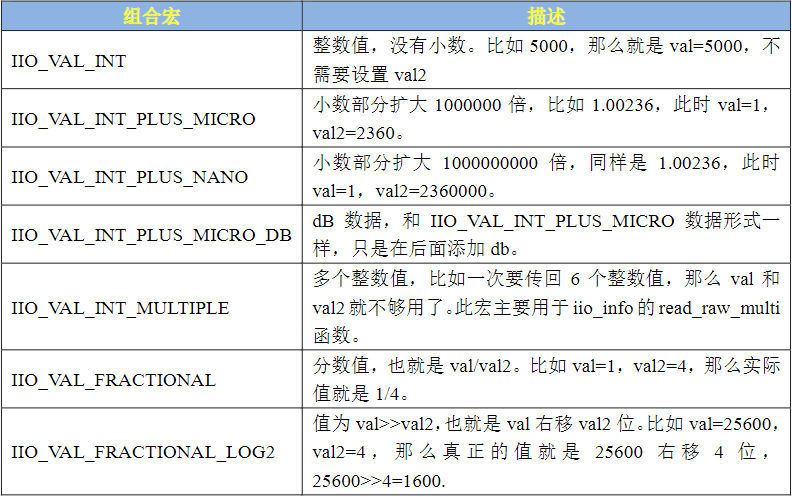 组合宏 描述
IIO_VAL_INT 整数值，没有小数。比如 5000，那么就是 val=5000，不
需要设置 val2
IIO_VAL_INT_PLUS_MICRO 小数部分扩大 1000000 倍，比如 1.00236，此时 val=1，
val2=2360。
IIO_VAL_INT_PLUS_NANO 小数部分扩大 1000000000 倍，同样是 1.00236，此时
val=1，val2=2360000。
IIO_VAL_INT_PLUS_MICRO_DB dB 数据，和 IIO_VAL_INT_PLUS_MICRO 数据形式一
样，只是在后面添加 db。
IIO_VAL_INT_MULTIPLE 多个整数值，比如一次要传回 6 个整数值，那么 val 和
val2 就不够用了。此宏主要用于 iio_info 的 read_raw_multi
函数。
IIO_VAL_FRACTIONAL 分数值，也就是 val/val2。比如 val=1，val2=4，那么实际
值就是 1/4。
IIO_VAL_FRACTIONAL_LOG2 值为 val>>val2，也就是 val 右移 val2 位。比如 val=25600，
val2=4，那么真正的值就是 25600 右移 4 位，
25600>>4=1600.